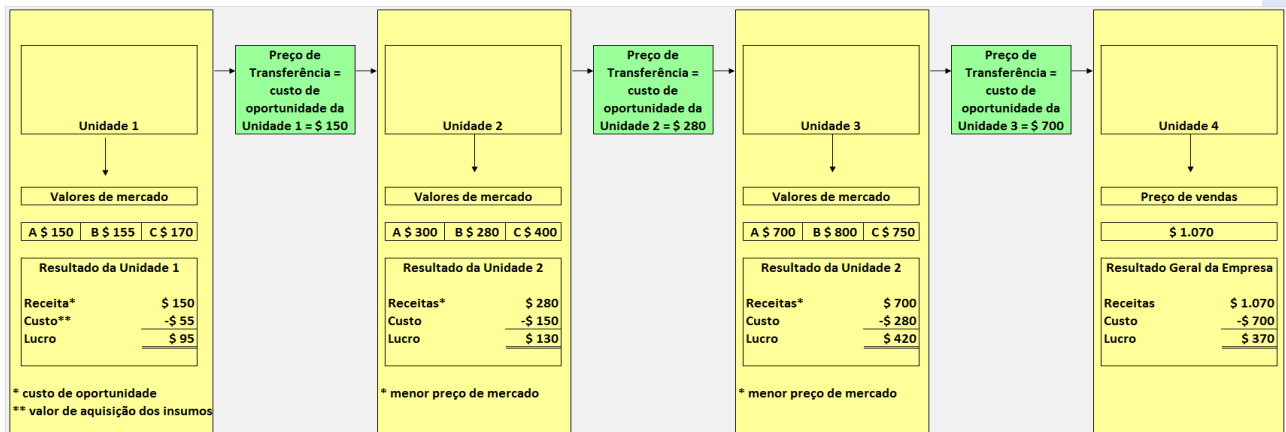 Unidade 1
Valores de mercado
A $ 150 B $ 155 C $ 170
Resultado da Unidade 1
Receita* $ 150
Custo** -$ 55
Lucro $ 95
* custo de oportunidade
** valor de aquisição dos insumos
Preço de
Transferência =
custo de
oportunidade da
Unidade 1 = $ 150
Unidade 2
Valores de mercado
A $ 300 B $ 280 C $ 400
Resultado da Unidade 2
Receitas* $ 280
Custo -$ 150
Lucro $ 130
* menor preço de mercado
Preço de
Transferência =
custo de
oportunidade da
Unidade 2 = $ 280
Unidade 3
Valores de mercado
A $ 700 B $ 800 C $ 750
Resultado da Unidade 2
Receitas* $ 700
Custo -$ 280
Lucro $ 420
* menor preço de mercado
Preço de
Transferência =
custo de
oportunidade da
Unidade 3 = $ 700
Unidade 4
Preço de vendas
$ 1.070
Resultado Geral da Empresa
Receitas $ 1.070
Custo -$ 700
Lucro $ 370